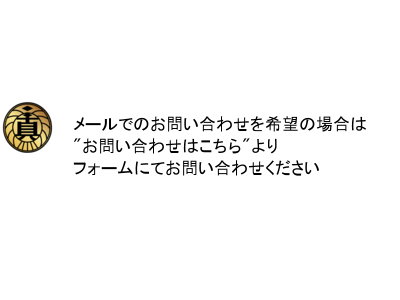 真
メールでのお問い合わせを希望の場合は
"お問い合わせはこちら"より
フォームにてお問い合わせください